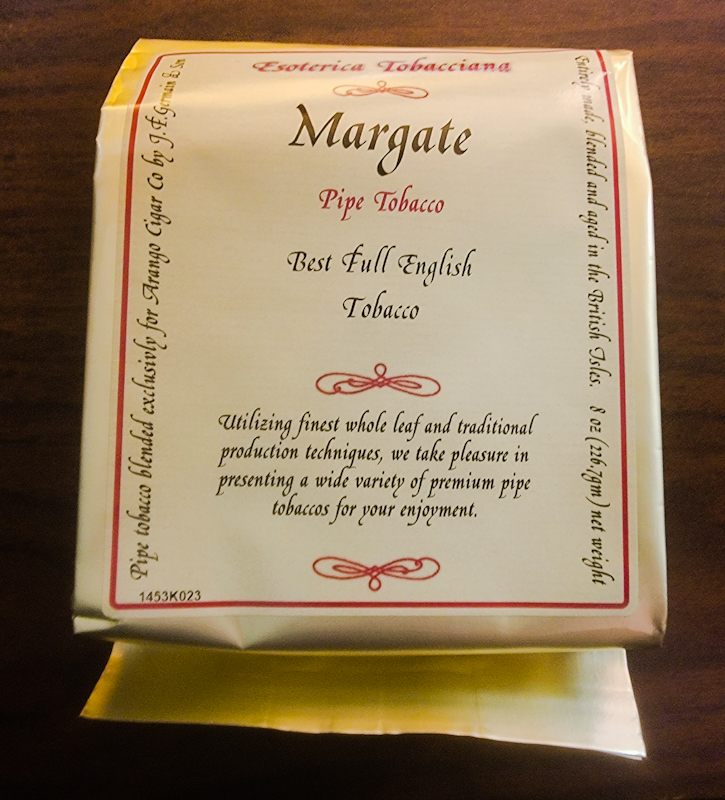 Esoterica Tobacciana
Margate
Pipe Tobacco
Best Full English
Tobacco
Utilizing finest whole leaf and traditional
production techniques, we take pleasure in
presenting a wide variety of premium pipe
tobaccos for your enjoyment.
Pipe tobacco blended exclusivly for Arango Cigar Co by J.F.Germain & Sn
Entirely made, blended and aged in the British Isles. 8 oz (226,7gm) net weight
1453K023